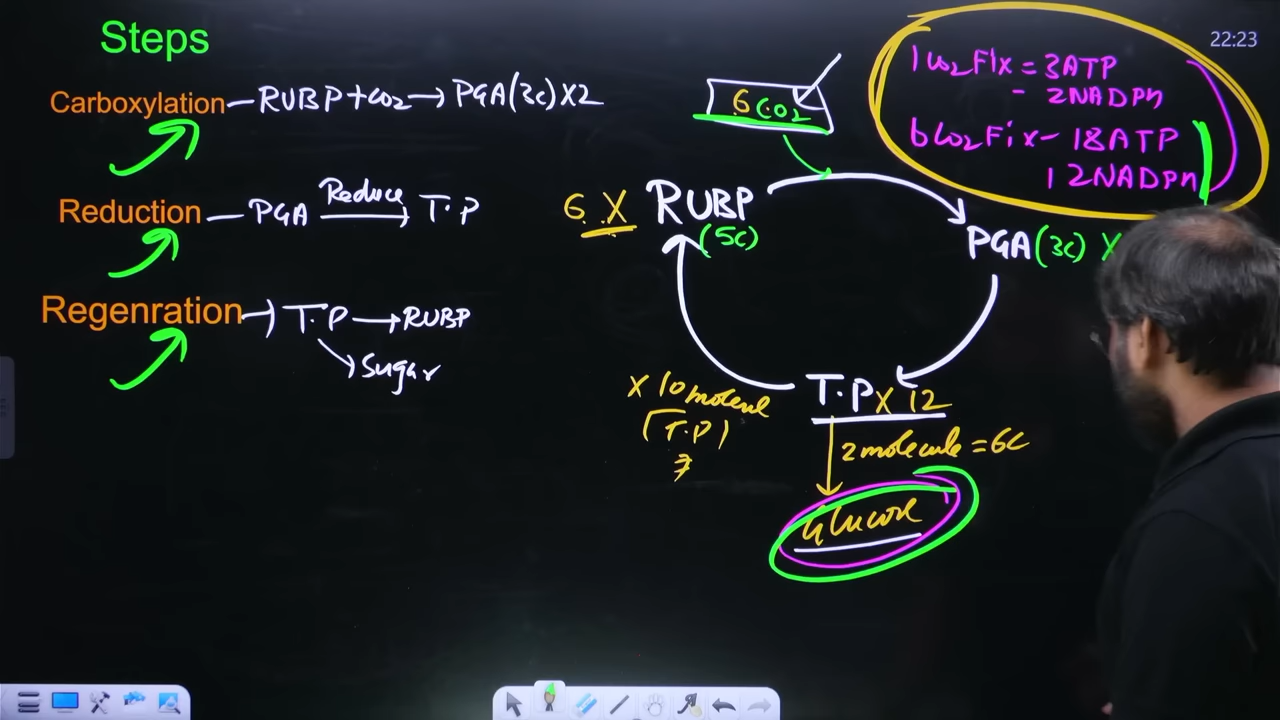 Steps
22:23
Carboxylation – RUBP + CO2 → PGA(3C)X2
Reduction – PGA Reduce → T.P
Regenration → T.P → RUBP
↘ Sugar
1 CO2 Fix = 3ATP
- 2NADPH
6 CO2 Fix - 18ATP
12NADPH
6 CO2
6 X RUBP
(5C)
PGA(3C) X
T.P X 12
X 10 molecul
(T.P)
2 molecule = 6C
Glucose